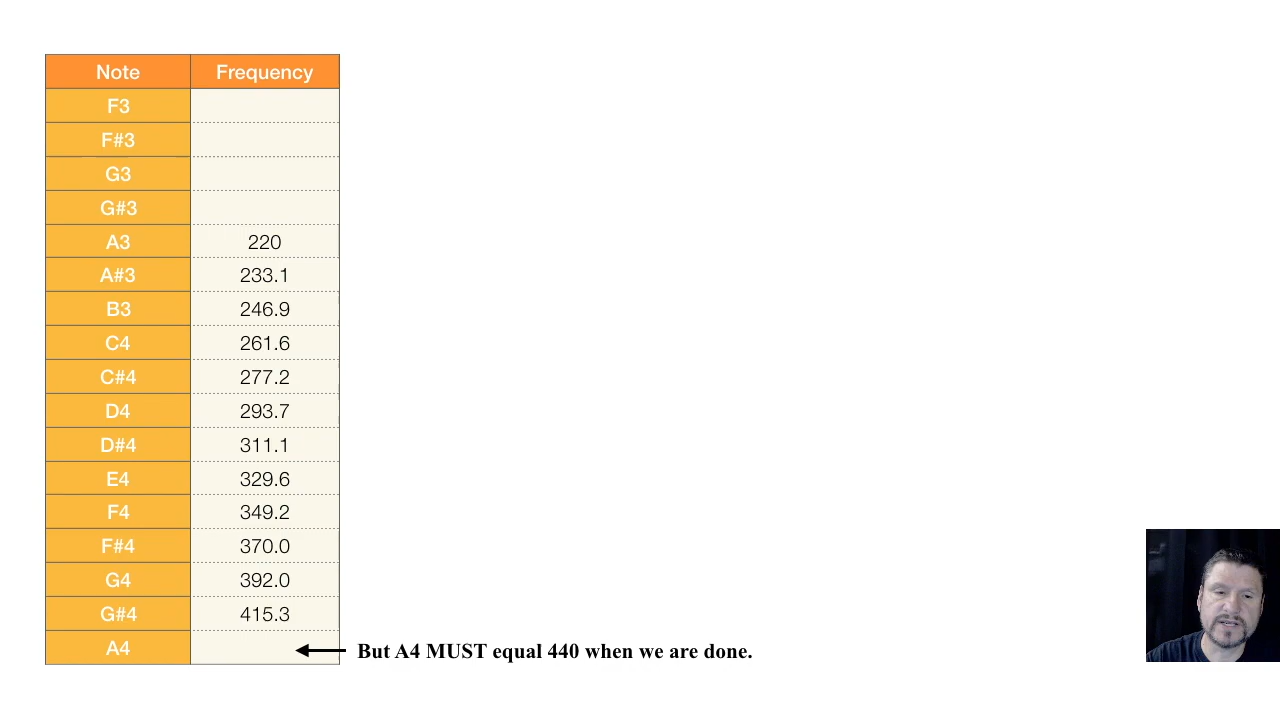 Note Frequency
F3
F#3
G3
G#3
A3 220
A#3 233.1
B3 246.9
C4 261.6
C#4 277.2
D4 293.7
D#4 311.1
E4 329.6
F4 349.2
F#4 370.0
G4 392.0
G#4 415.3
A4 But A4 MUST equal 440 when we are done.